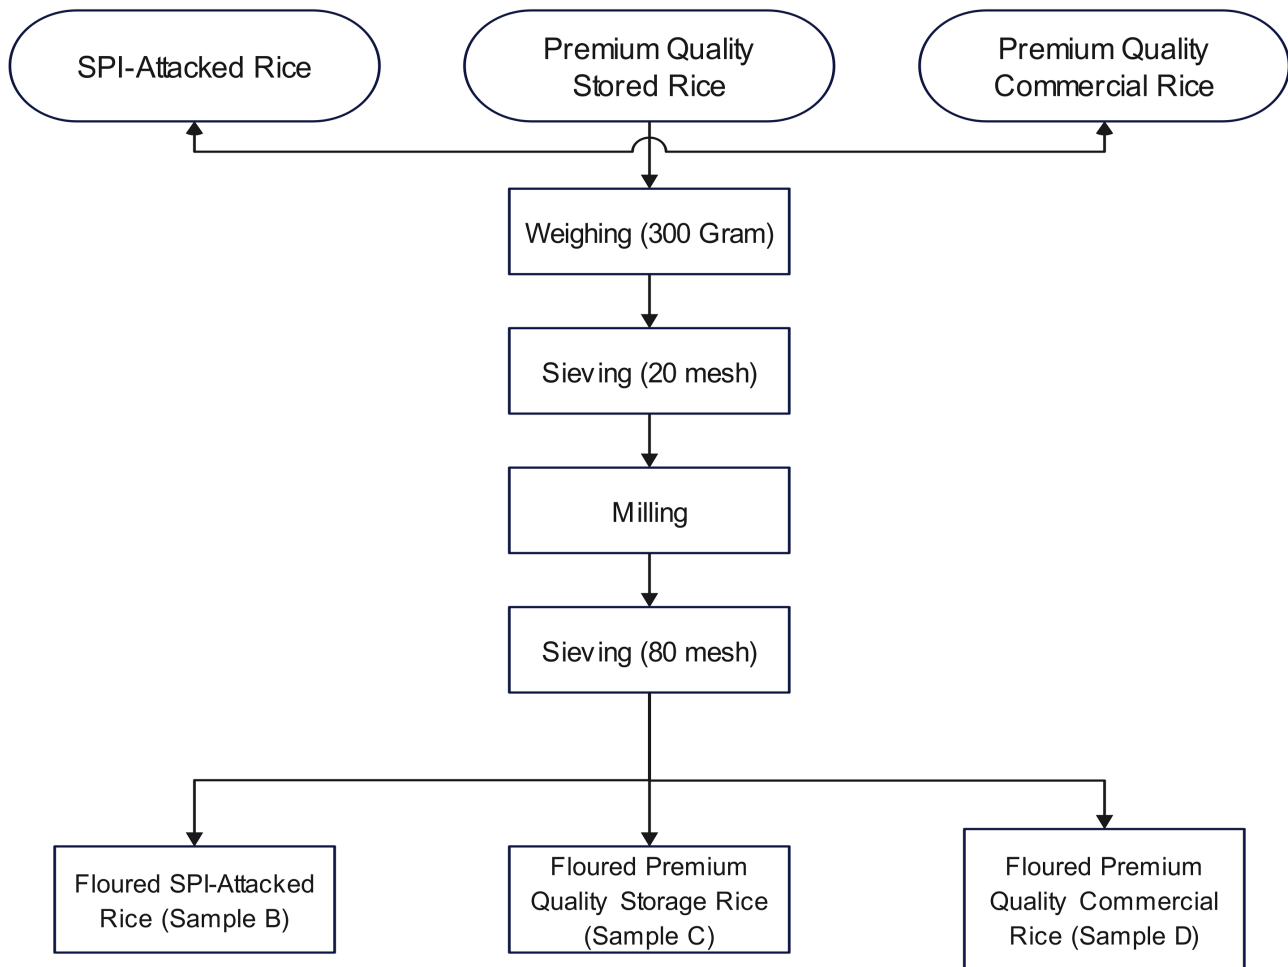 SPI-Attacked Rice
Premium Quality
Stored Rice
Premium Quality
Commercial Rice
Weighing (300 Gram)
Sieving (20 mesh)
Milling
Sieving (80 mesh)
Floured SPI-Attacked
Rice (Sample B)
Floured Premium
Quality Storage Rice
(Sample C)
Floured Premium
Quality Commercial
Rice (Sample D)